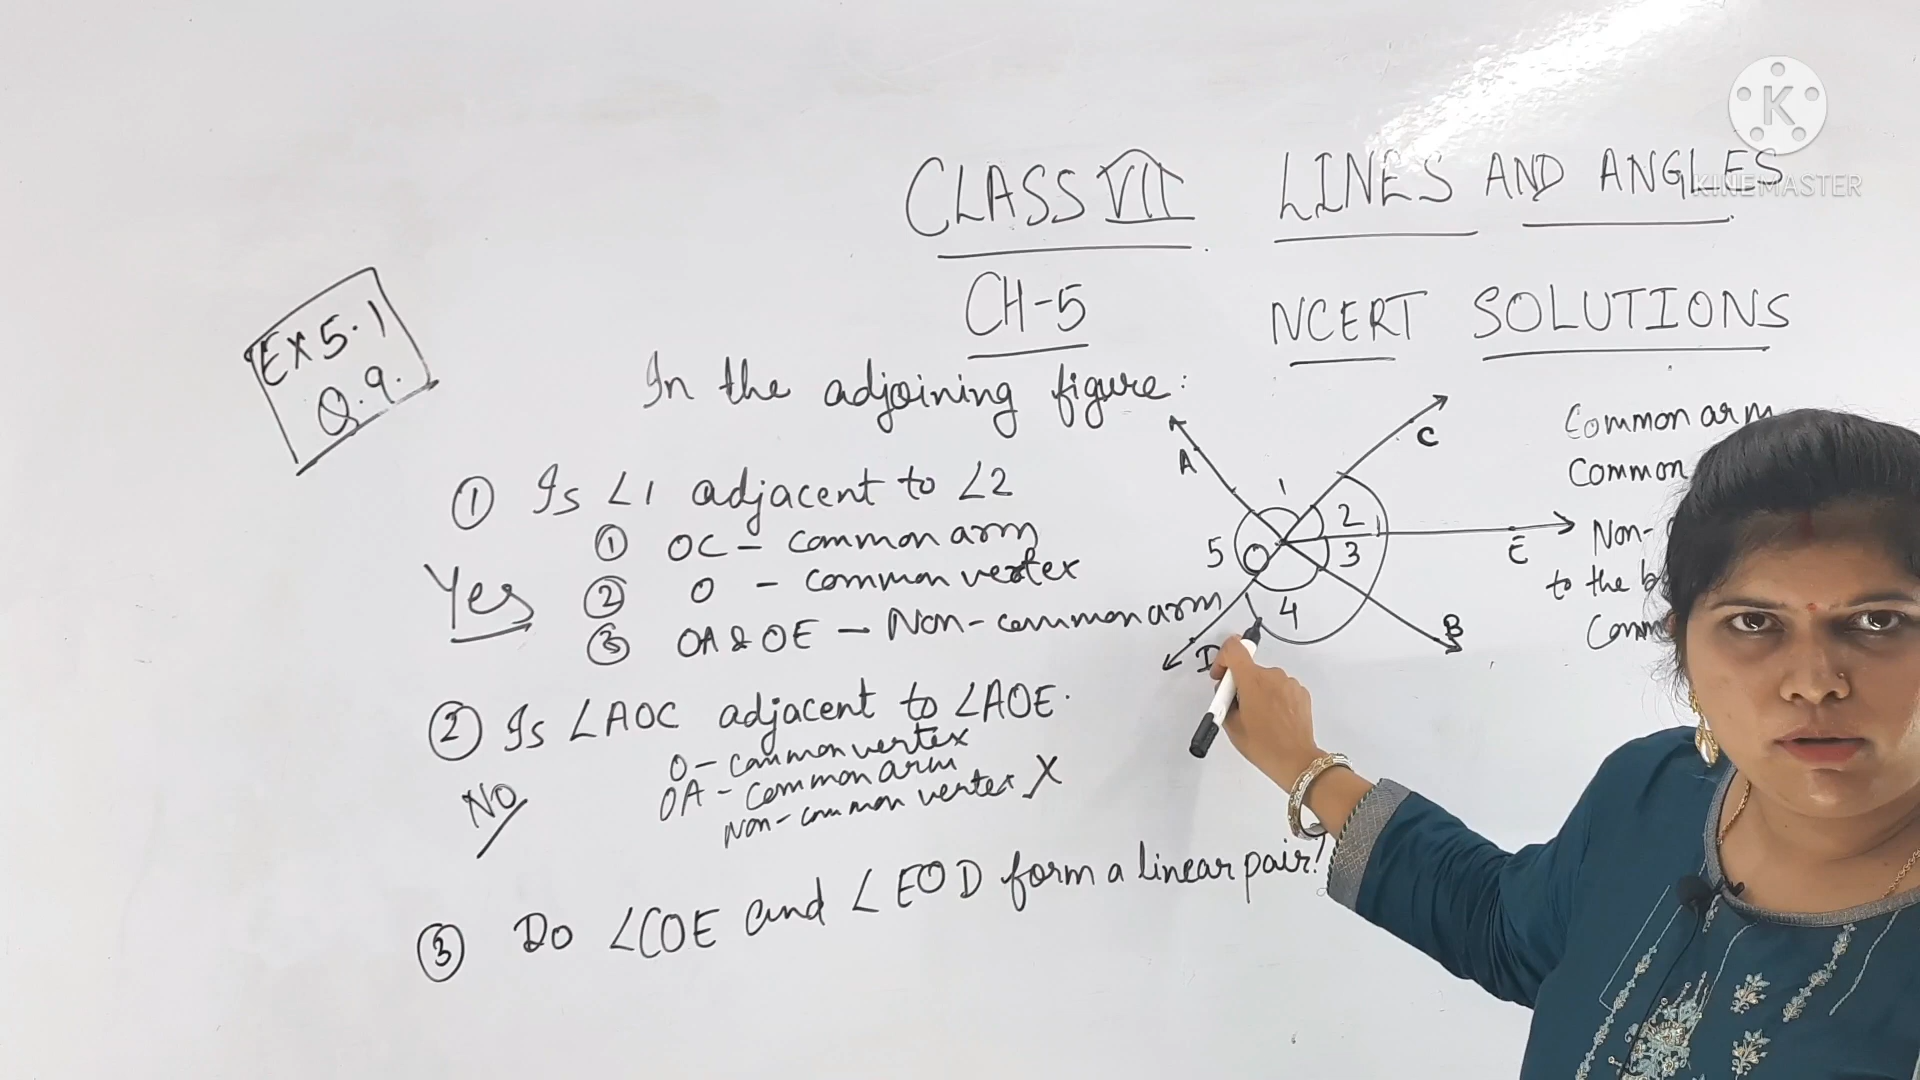 CLASS VII LINES AND ANGLES
K
KINEMASTER
CH-5 NCERT SOLUTIONS
EX 5.1
Q.9.
In the adjoining figure:
① Is ∠1 adjacent to ∠2
① OC - common arm
Yes ② O - common vertex
③ OA & OE - Non-common arm
② Is ∠AOC adjacent to ∠AOE.
O - common vertex
NO OA - common arm
Non-common vertex X
③ Do ∠COE and ∠EOD form a linear pair?
A
C
1
2
E
3
5
O
4
B
D
Common arm
Common
Non-
to the
Comm